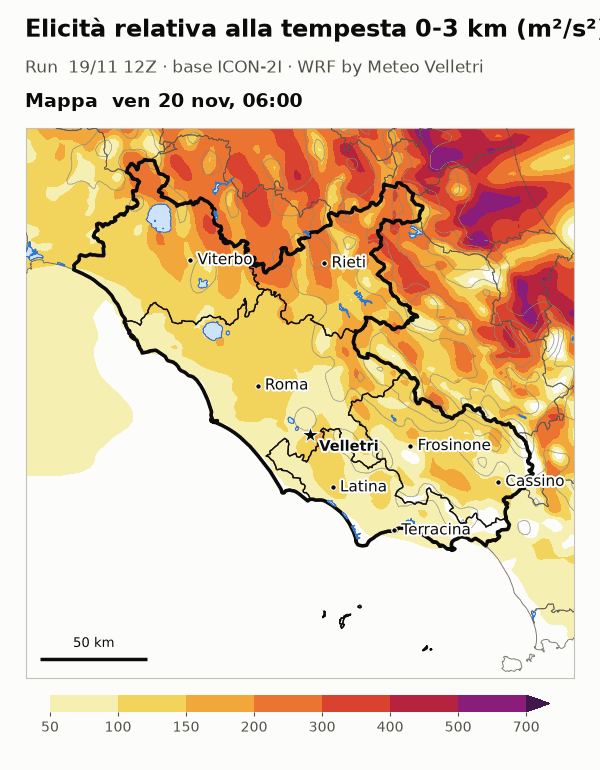 Elicità relativa alla tempesta 0-3 km (m²/s²)
Run 19/11 12Z · base ICON-2I · WRF by Meteo Velletri
Mappa ven 20 nov, 06:00
Viterbo
Rieti
Roma
Velletri
Frosinone
Cassino
Latina
Terracina
50 km
50 100 150 200 300 400 500 700